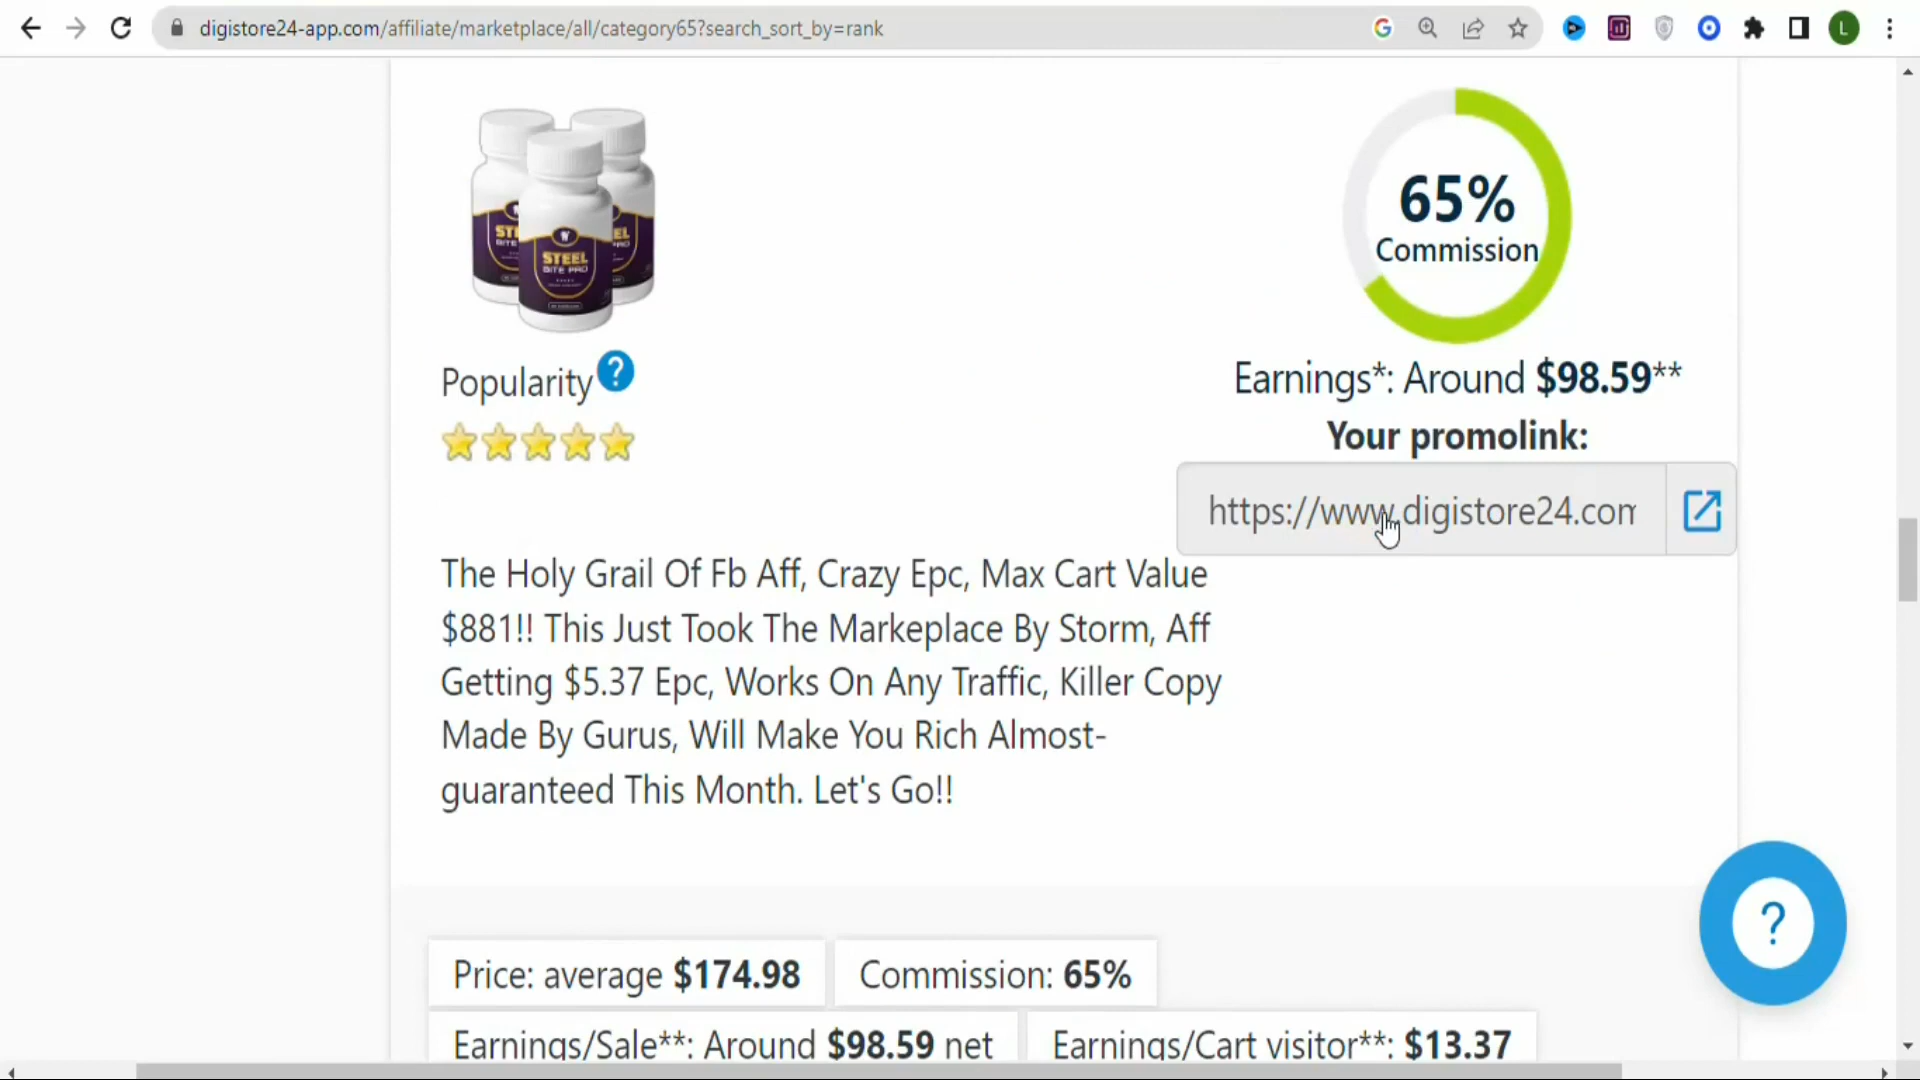 digistore24-app.com/affiliate/marketplace/all/category65?search_sort_by=rank
L
STEEL
BITE PRO
65%
Commission
Popularity ?
Earnings*: Around $98.59**
Your promolink:
https://www.digistore24.com
The Holy Grail Of Fb Aff, Crazy Epc, Max Cart Value
$881!! This Just Took The Markeplace By Storm, Aff
Getting $5.37 Epc, Works On Any Traffic, Killer Copy
Made By Gurus, Will Make You Rich Almost-
guaranteed This Month. Let's Go!!
?
Price: average $174.98 Commission: 65%
Earnings/Sale**: Around $98.59 net Earnings/Cart visitor**: $13.37